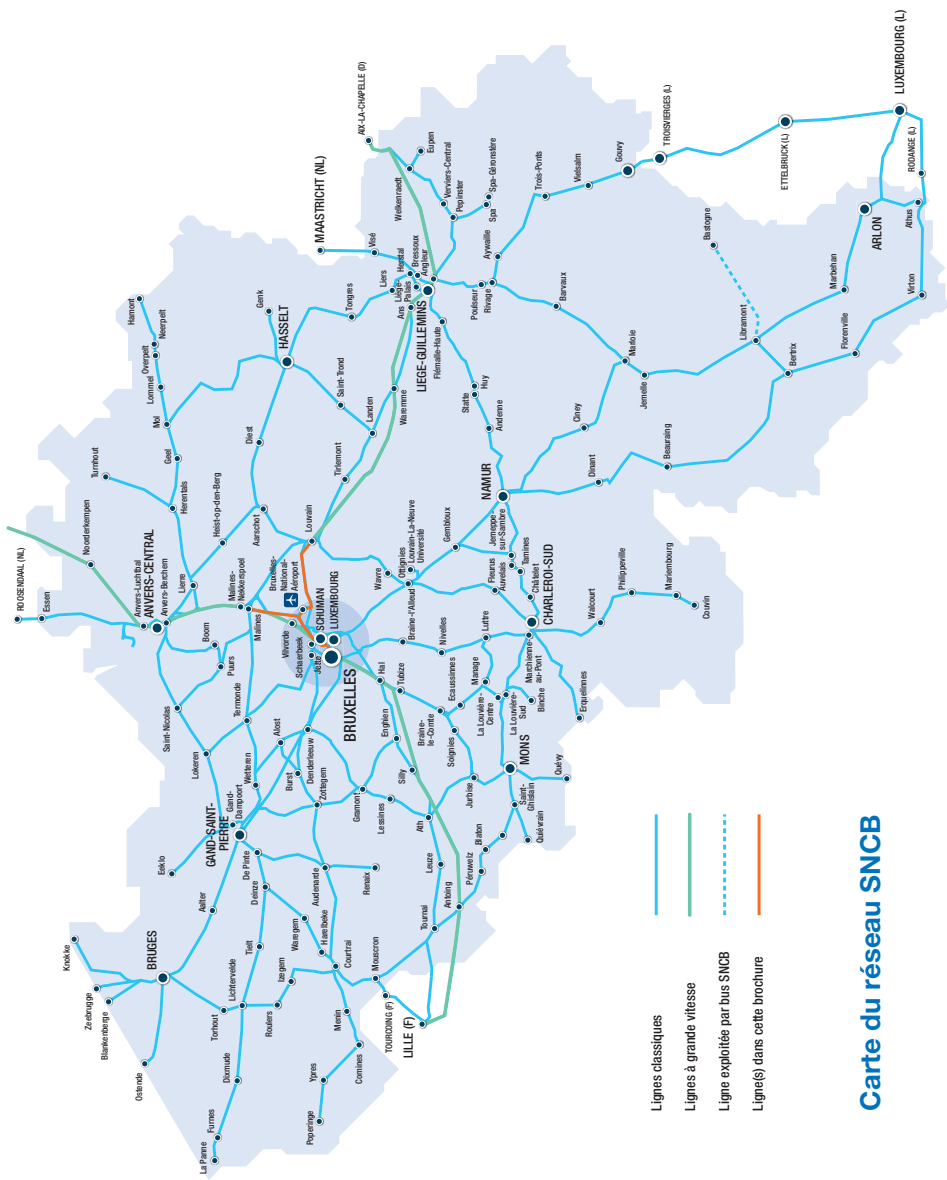 ROOSENDAAL (NL)
Essen
Noorderkempen
Turnhout
Hamont
Neerpelt
Overpelt
Lommel
Mol
Geel
Herentals
Knokke
Zeebrugge
Blankenberge
Ostende
BRUGES
Eeklo
Aalter
Anvers-Luchtbal
ANVERS-CENTRAL
Anvers-Berchem
Saint-Nicolas
Lokeren
Boom
Puurs
Lierre
Heist-op-den-Berg
Aarschot
Diest
HASSELT
Genk
Malines-
Nekkerspoel
Malines
Termonde
Wetteren
Gand-
Dampoort
GAND-SAINT-
PIERRE
De Pinte
Deinze
Tielt
Lichtervelde
Torhout
Dixmude
Furnes
La Panne
Roulers
Izegem
Waregem
Harelbeke
Courtrai
Audenarde
Renaix
Zottegem
Burst
Alost
Denderleeuw
Vilvorde
Schaerbeek
Jette
Bruxelles-
National-
Aéroport
SCHUMAN
LUXEMBOURG
BRUXELLES
Louvain
Tirlemont
Landen
Saint-Trond
Waremme
Tongres
Liers
MAASTRICHT (NL)
Visé
Herstal
Bressoux
Angleur
Liège-
Palais
Ans
LIEGE-GUILLEMINS
AIX-LA-CHAPELLE (D)
Welkenraedt
Eupen
Verviers-Central
Pepinster
Spa
Spa-Géronstère
Poperinge
Ypres
Comines
Menin
Mouscron
TOURCOING (F)
LILLE (F)
Tournai
Antoing
Leuze
Ath
Lessines
Gramont
Silly
Enghien
Hal
Tubize
Braine-
le-Comte
Soignies
Ecaussinnes
Braine-l'Alleud
Nivelles
Wavre
Ottignies
Louvain-La-Neuve
Université
Gembloux
Péruwelz
Blaton
Jurbise
Saint-
Ghislain
Quiévrain
MONS
Quévy
Manage
La Louvière-
Centre
La Louvière-
Sud
Binche
Erquelinnes
Luttre
Marchienne-
au-Pont
CHARLEROI-SUD
Châtelet
Tamines
Auvelais
Fleurus
Jemeppe-
sur-Sambre
NAMUR
Andenne
Statte
Huy
Flémalle-Haute
Poulseur
Rivage
Aywaille
Trois-Ponts
Vielsalm
Gouvy
TROISVIERGES (L)
Walcourt
Philippeville
Mariembourg
Couvin
Dinant
Ciney
Barvaux
Marloie
Jemelle
Beauraing
Bastogne
Libramont
Bertrix
Florenville
Marbehan
Virton
ARLON
Athus
RODANGE (L)
ETTELBRUCK (L)
LUXEMBOURG (L)
Lignes classiques
Lignes à grande vitesse
Ligne exploitée par bus SNCB
Ligne(s) dans cette brochure
Carte du réseau SNCB